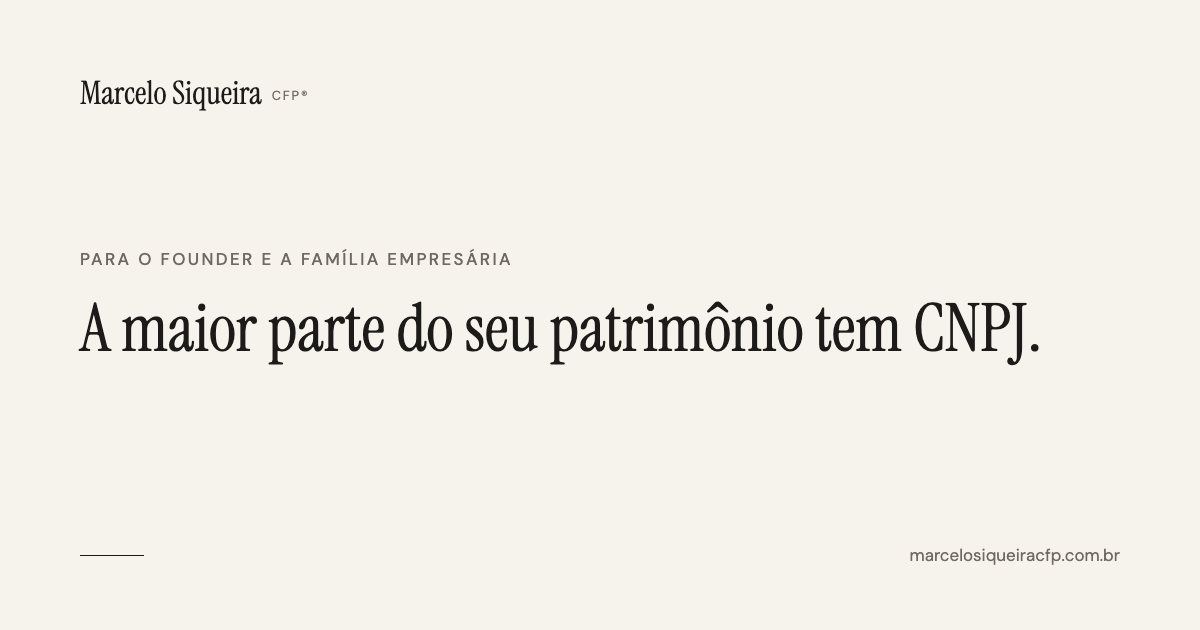 Marcelo Siqueira CFP®
PARA O FOUNDER E A FAMÍLIA EMPRESÁRIA
A maior parte do seu patrimônio tem CNPJ.
marcelosiqueiracfp.com.br